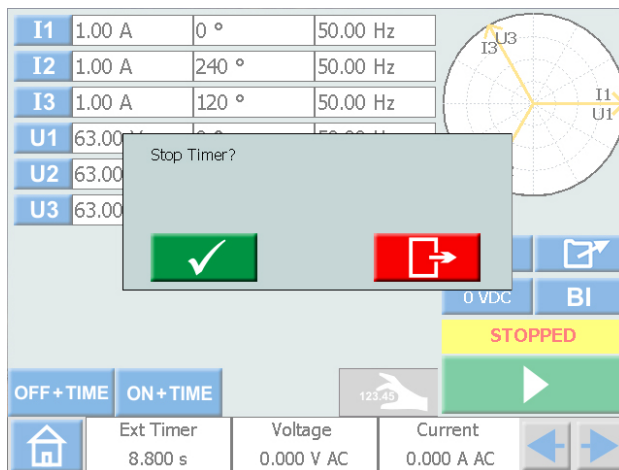 I1 1.00 A 0 ° 50.00 Hz
I2 1.00 A 240 ° 50.00 Hz
I3 1.00 A 120 ° 50.00 Hz
U1 63.00
U2 63.00
U3 63.00
U3
I3
I1
U1
Stop Timer?
0 VDC BI
STOPPED
OFF+TIME ON+TIME 123.45
Ext Timer Voltage Current
8.800 s 0.000 V AC 0.000 A AC